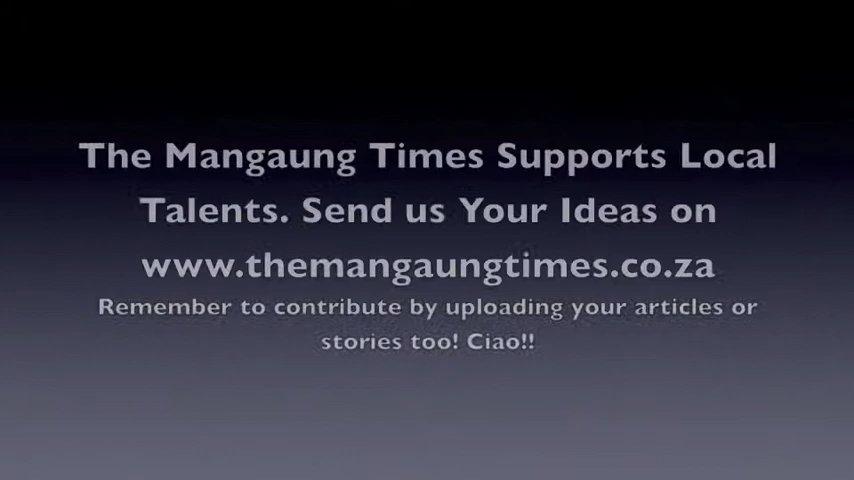 The Mangaung Times Supports Local
Talents. Send us Your Ideas on
www.themangaungtimes.co.za
Remember to contribute by uploading your articles or
stories too! Ciao!!